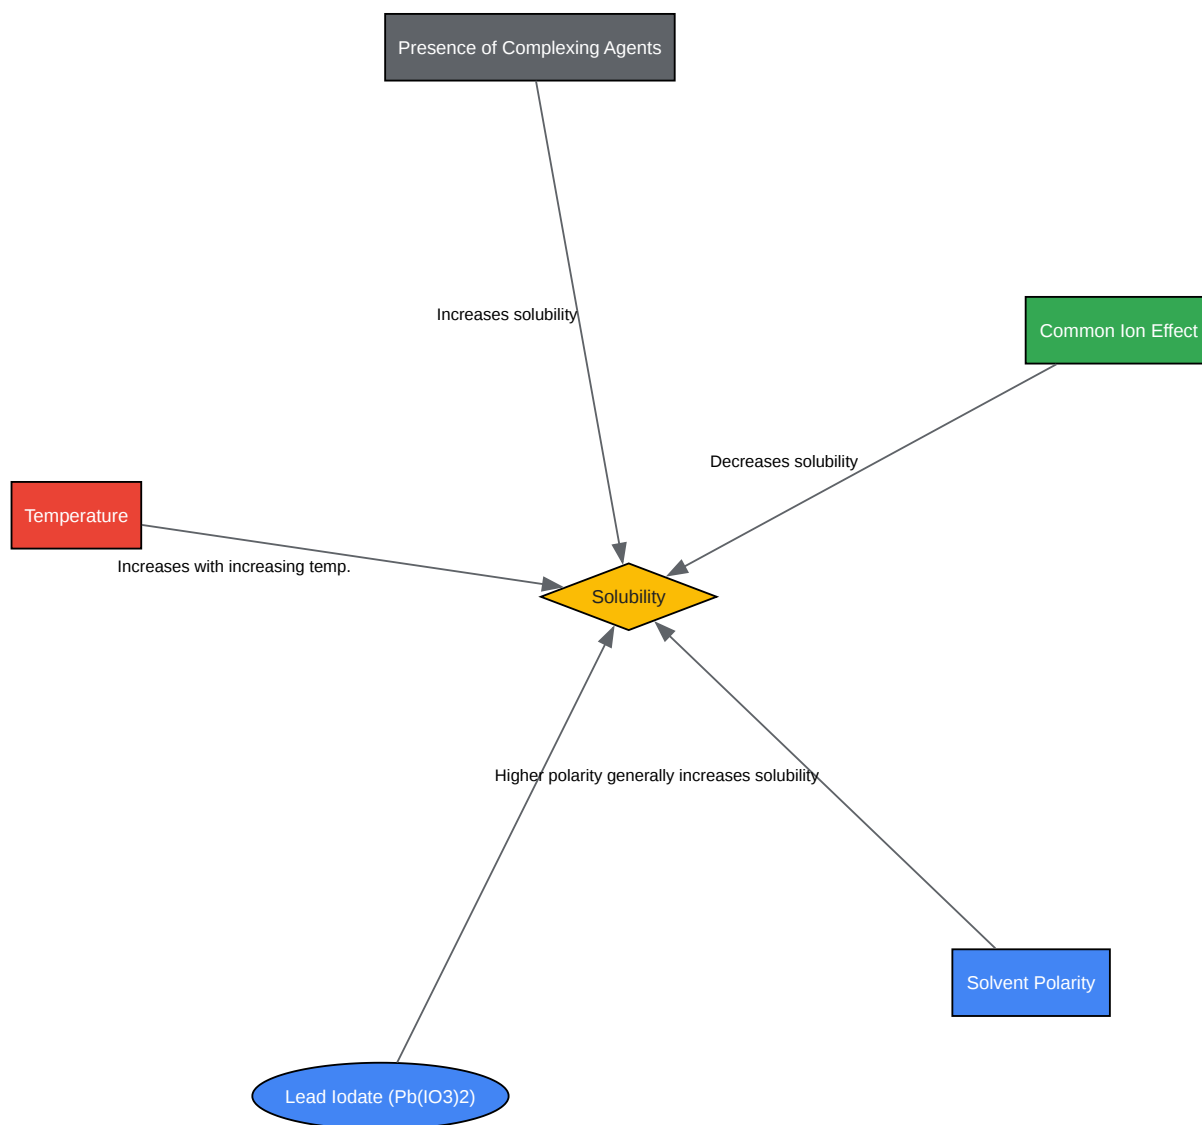 Presence of Complexing Agents
Increases solubility
Common Ion Effect
Decreases solubility
Temperature
Increases with increasing temp.
Solubility
Higher polarity generally increases solubility
Solvent Polarity
Lead Iodate (Pb(IO3)2)